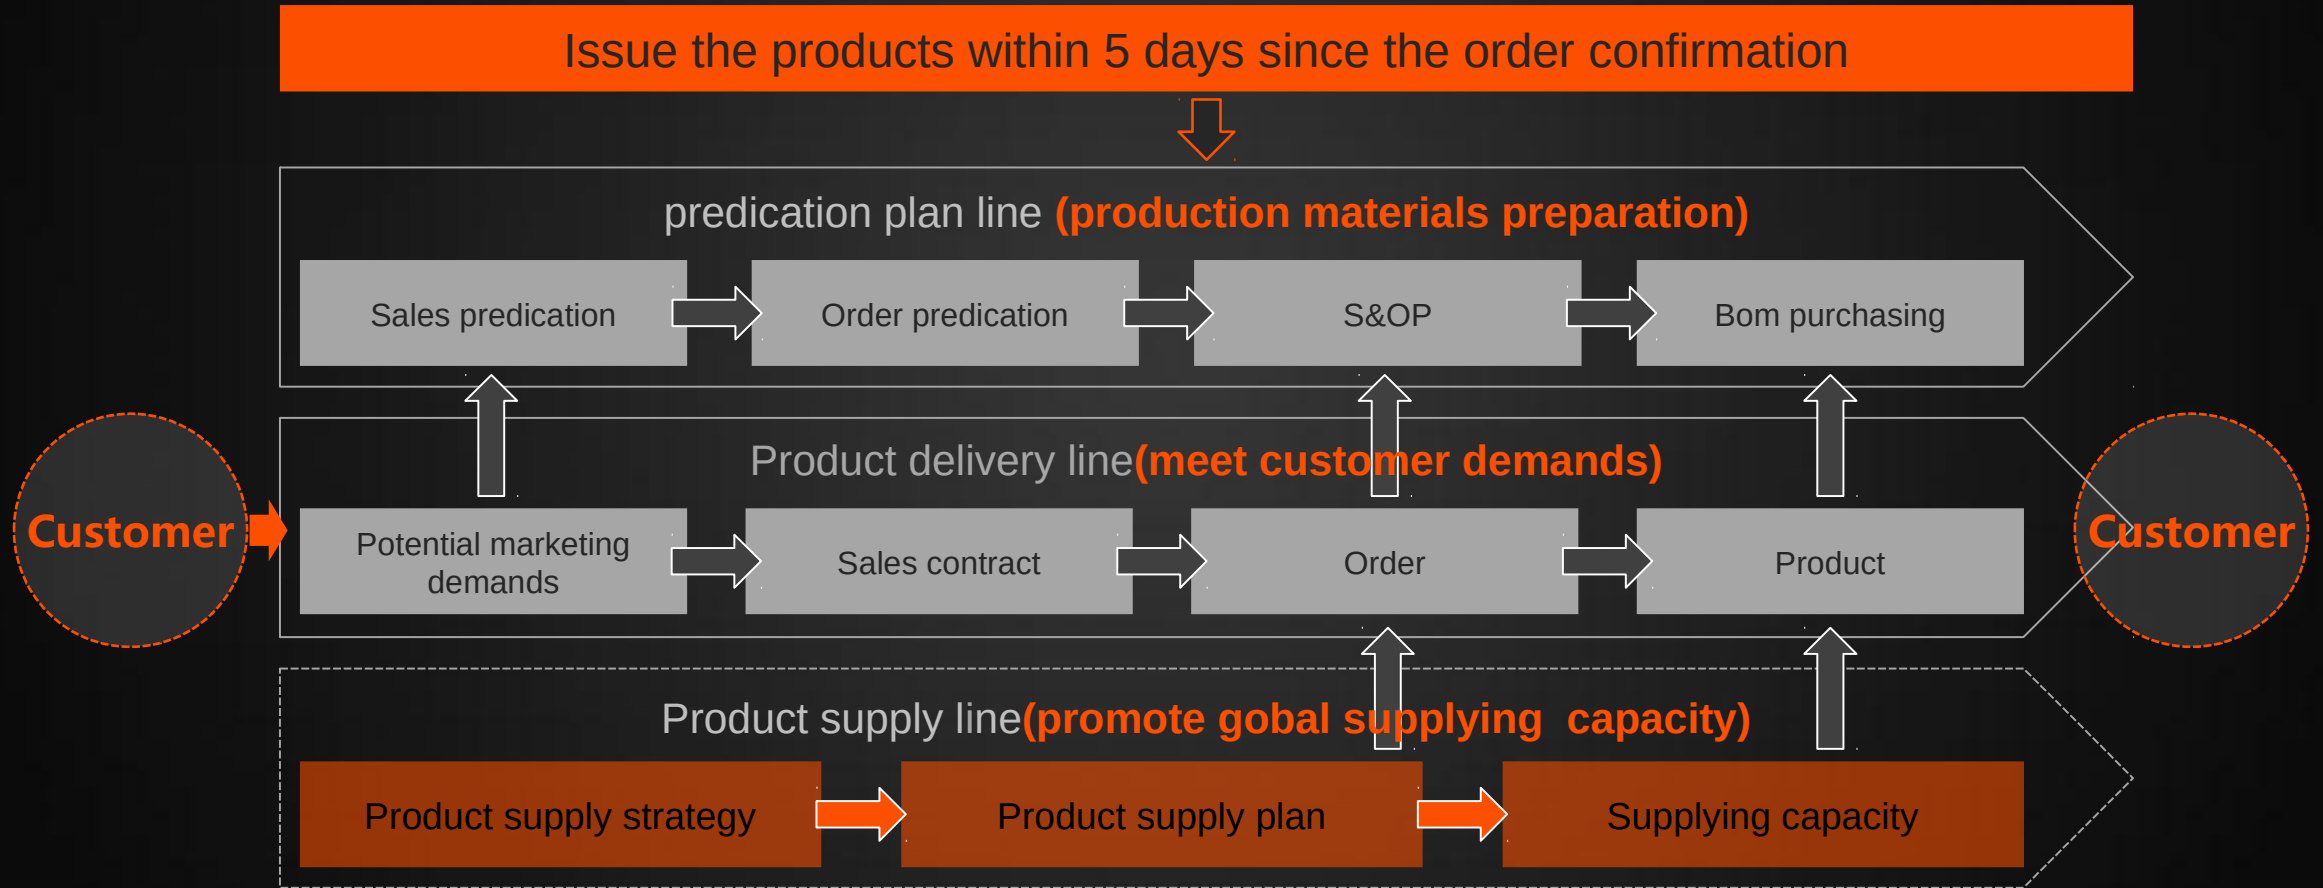 Issue the products within 5 days since the order confirmation
predication plan line (production materials preparation)
Sales predication
Order predication
S&OP
Bom purchasing
Product delivery line(meet customer demands)
Customer
Potential marketing
demands
Sales contract
Order
Product
Customer
Product supply line(promote gobal supplying  capacity)
Product supply strategy
Product supply plan
Supplying capacity